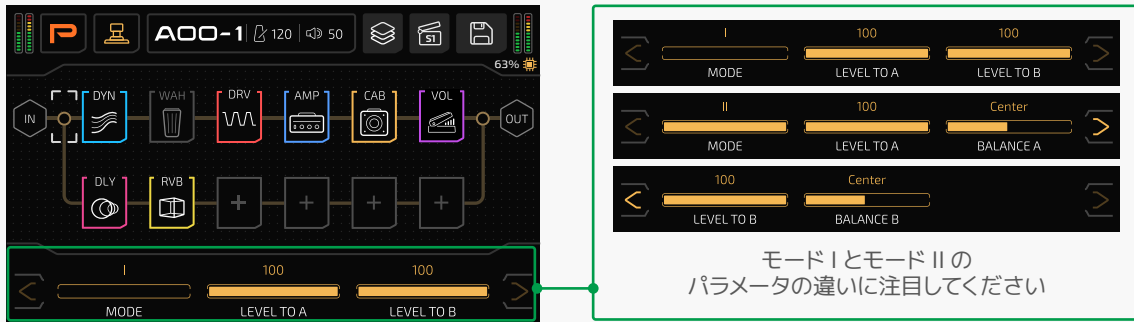 A00-1
120
50
S1
63%
IN
DYN
WAH
DRV
AMP
CAB
VOL
OUT
DLY
RVB
I
100
100
MODE
LEVEL TO A
LEVEL TO B
I
100
100
MODE
LEVEL TO A
LEVEL TO B
II
100
Center
MODE
LEVEL TO A
BALANCE A
100
Center
LEVEL TO B
BALANCE B
モード I とモード II の
パラメータの違いに注目してください